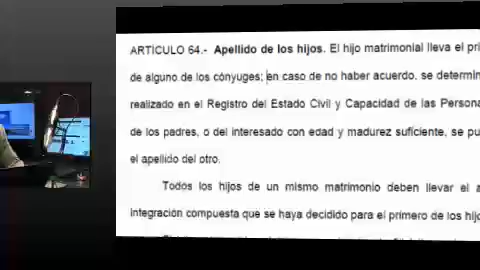 ARTÍCULO 64.- Apellido de los hijos. El hijo matrimonial lleva el pri
de alguno de los cónyuges; en caso de no haber acuerdo, se determin
realizado en el Registro del Estado Civil y Capacidad de las Persona
de los padres, o del interesado con edad y madurez suficiente, se pu
el apellido del otro.
Todos los hijos de un mismo matrimonio deben llevar el a
integración compuesta que se haya decidido para el primero de los hijo